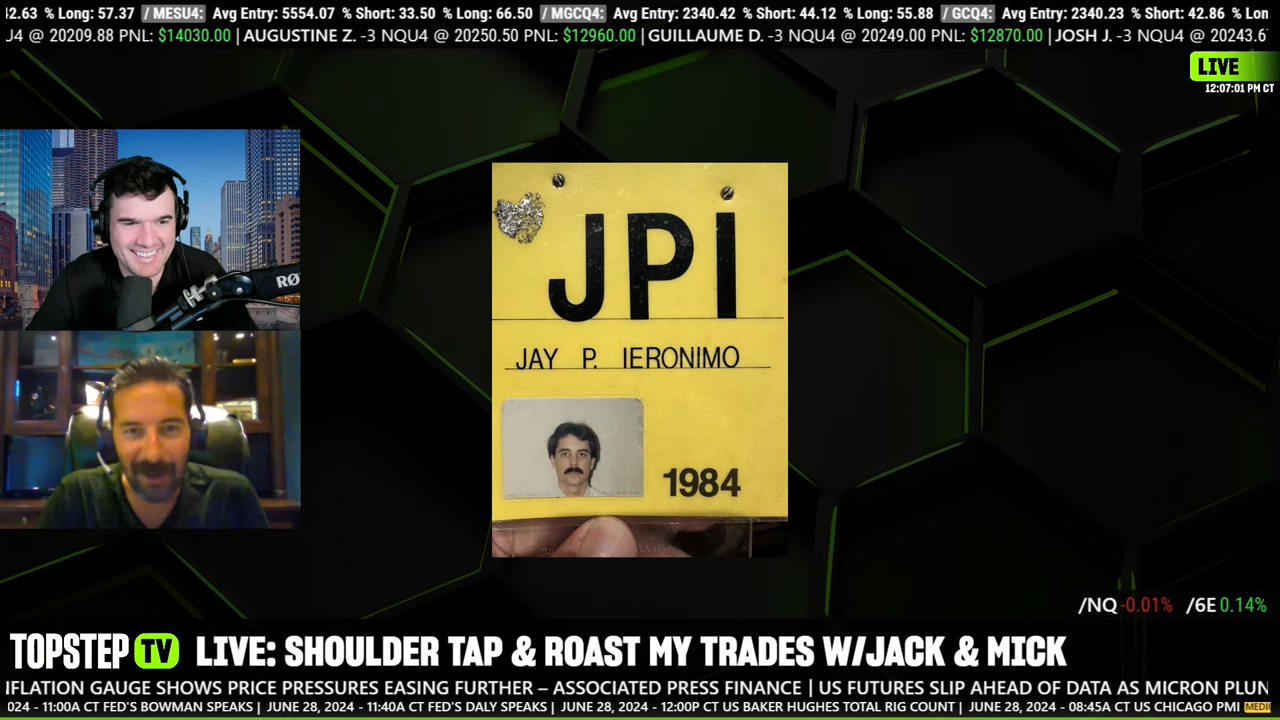 12.63 % Long: 57.37 / MESU4: Avg Entry: 5554.07 % Short: 33.50 % Long: 66.50 / MGCQ4: Avg Entry: 2340.42 % Short: 44.12 % Long: 55.88 / GCQ4: Avg Entry: 2340.23 % Short: 42.86 % Lon
J4 @ 20209.88 PNL: $14030.00 | AUGUSTINE Z. -3 NQU4 @ 20250.50 PNL: $12960.00 | GUILLAUME D. -3 NQU4 @ 20249.00 PNL: $12870.00 | JOSH J. -3 NQU4 @ 20243.6
LIVE
12:07:01 PM CT
RØ
JPI
JAY P. IERONIMO
1984
/NQ -0.01% /6E 0.14%
TOPSTEP TV LIVE: SHOULDER TAP & ROAST MY TRADES W/JACK & MICK
IFLATION GAUGE SHOWS PRICE PRESSURES EASING FURTHER – ASSOCIATED PRESS FINANCE | US FUTURES SLIP AHEAD OF DATA AS MICRON PLUN
024 - 11:00A CT FED'S BOWMAN SPEAKS | JUNE 28, 2024 - 11:40A CT FED'S DALY SPEAKS | JUNE 28, 2024 - 12:00P CT US BAKER HUGHES TOTAL RIG COUNT | JUNE 28, 2024 - 08:45A CT US CHICAGO PMI MEDI